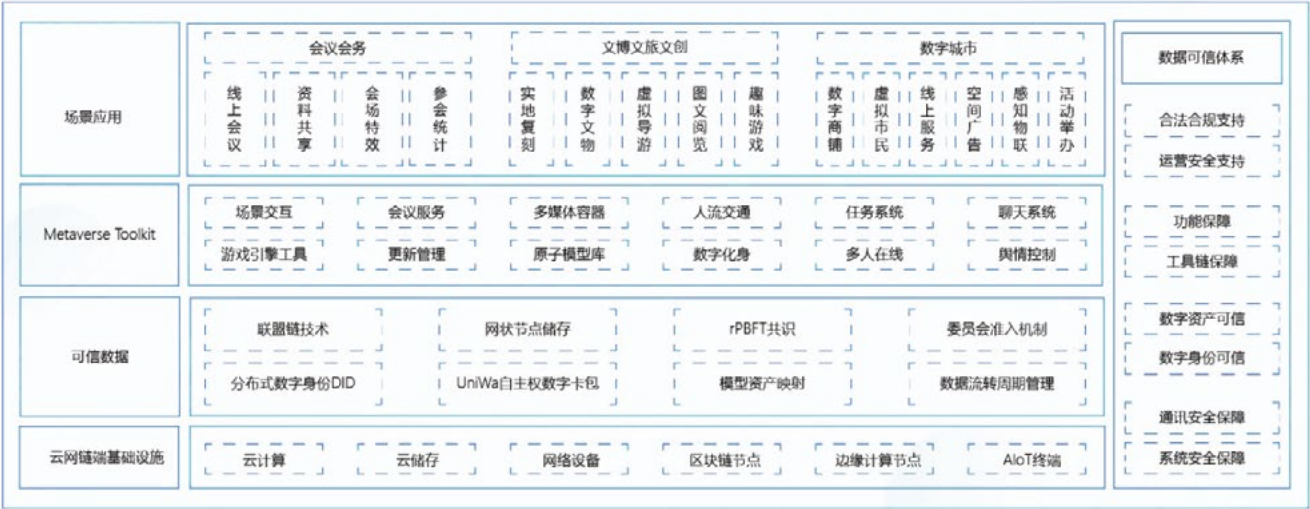 场景应用
会议会务
线上会议
资料共享
会场特效
参会统计
文博文旅文创
实地复刻
数字文物
虚拟导游
图文阅览
趣味游戏
数字城市
数字商铺
虚拟市民
线上服务
空间广告
感知物联
活动举办
Metaverse Toolkit
场景交互
会议服务
多媒体容器
人流交通
任务系统
聊天系统
游戏引擎工具
更新管理
原子模型库
数字化身
多人在线
舆情控制
可信数据
联盟链技术
网状节点储存
rPBFT共识
委员会准入机制
分布式数字身份DID
UniWa自主权数字卡包
模型资产映射
数据流转周期管理
云网链端基础设施
云计算
云储存
网络设备
区块链节点
边缘计算节点
AIoT终端
数据可信体系
合法合规支持
运营安全支持
功能保障
工具链保障
数字资产可信
数字身份可信
通讯安全保障
系统安全保障